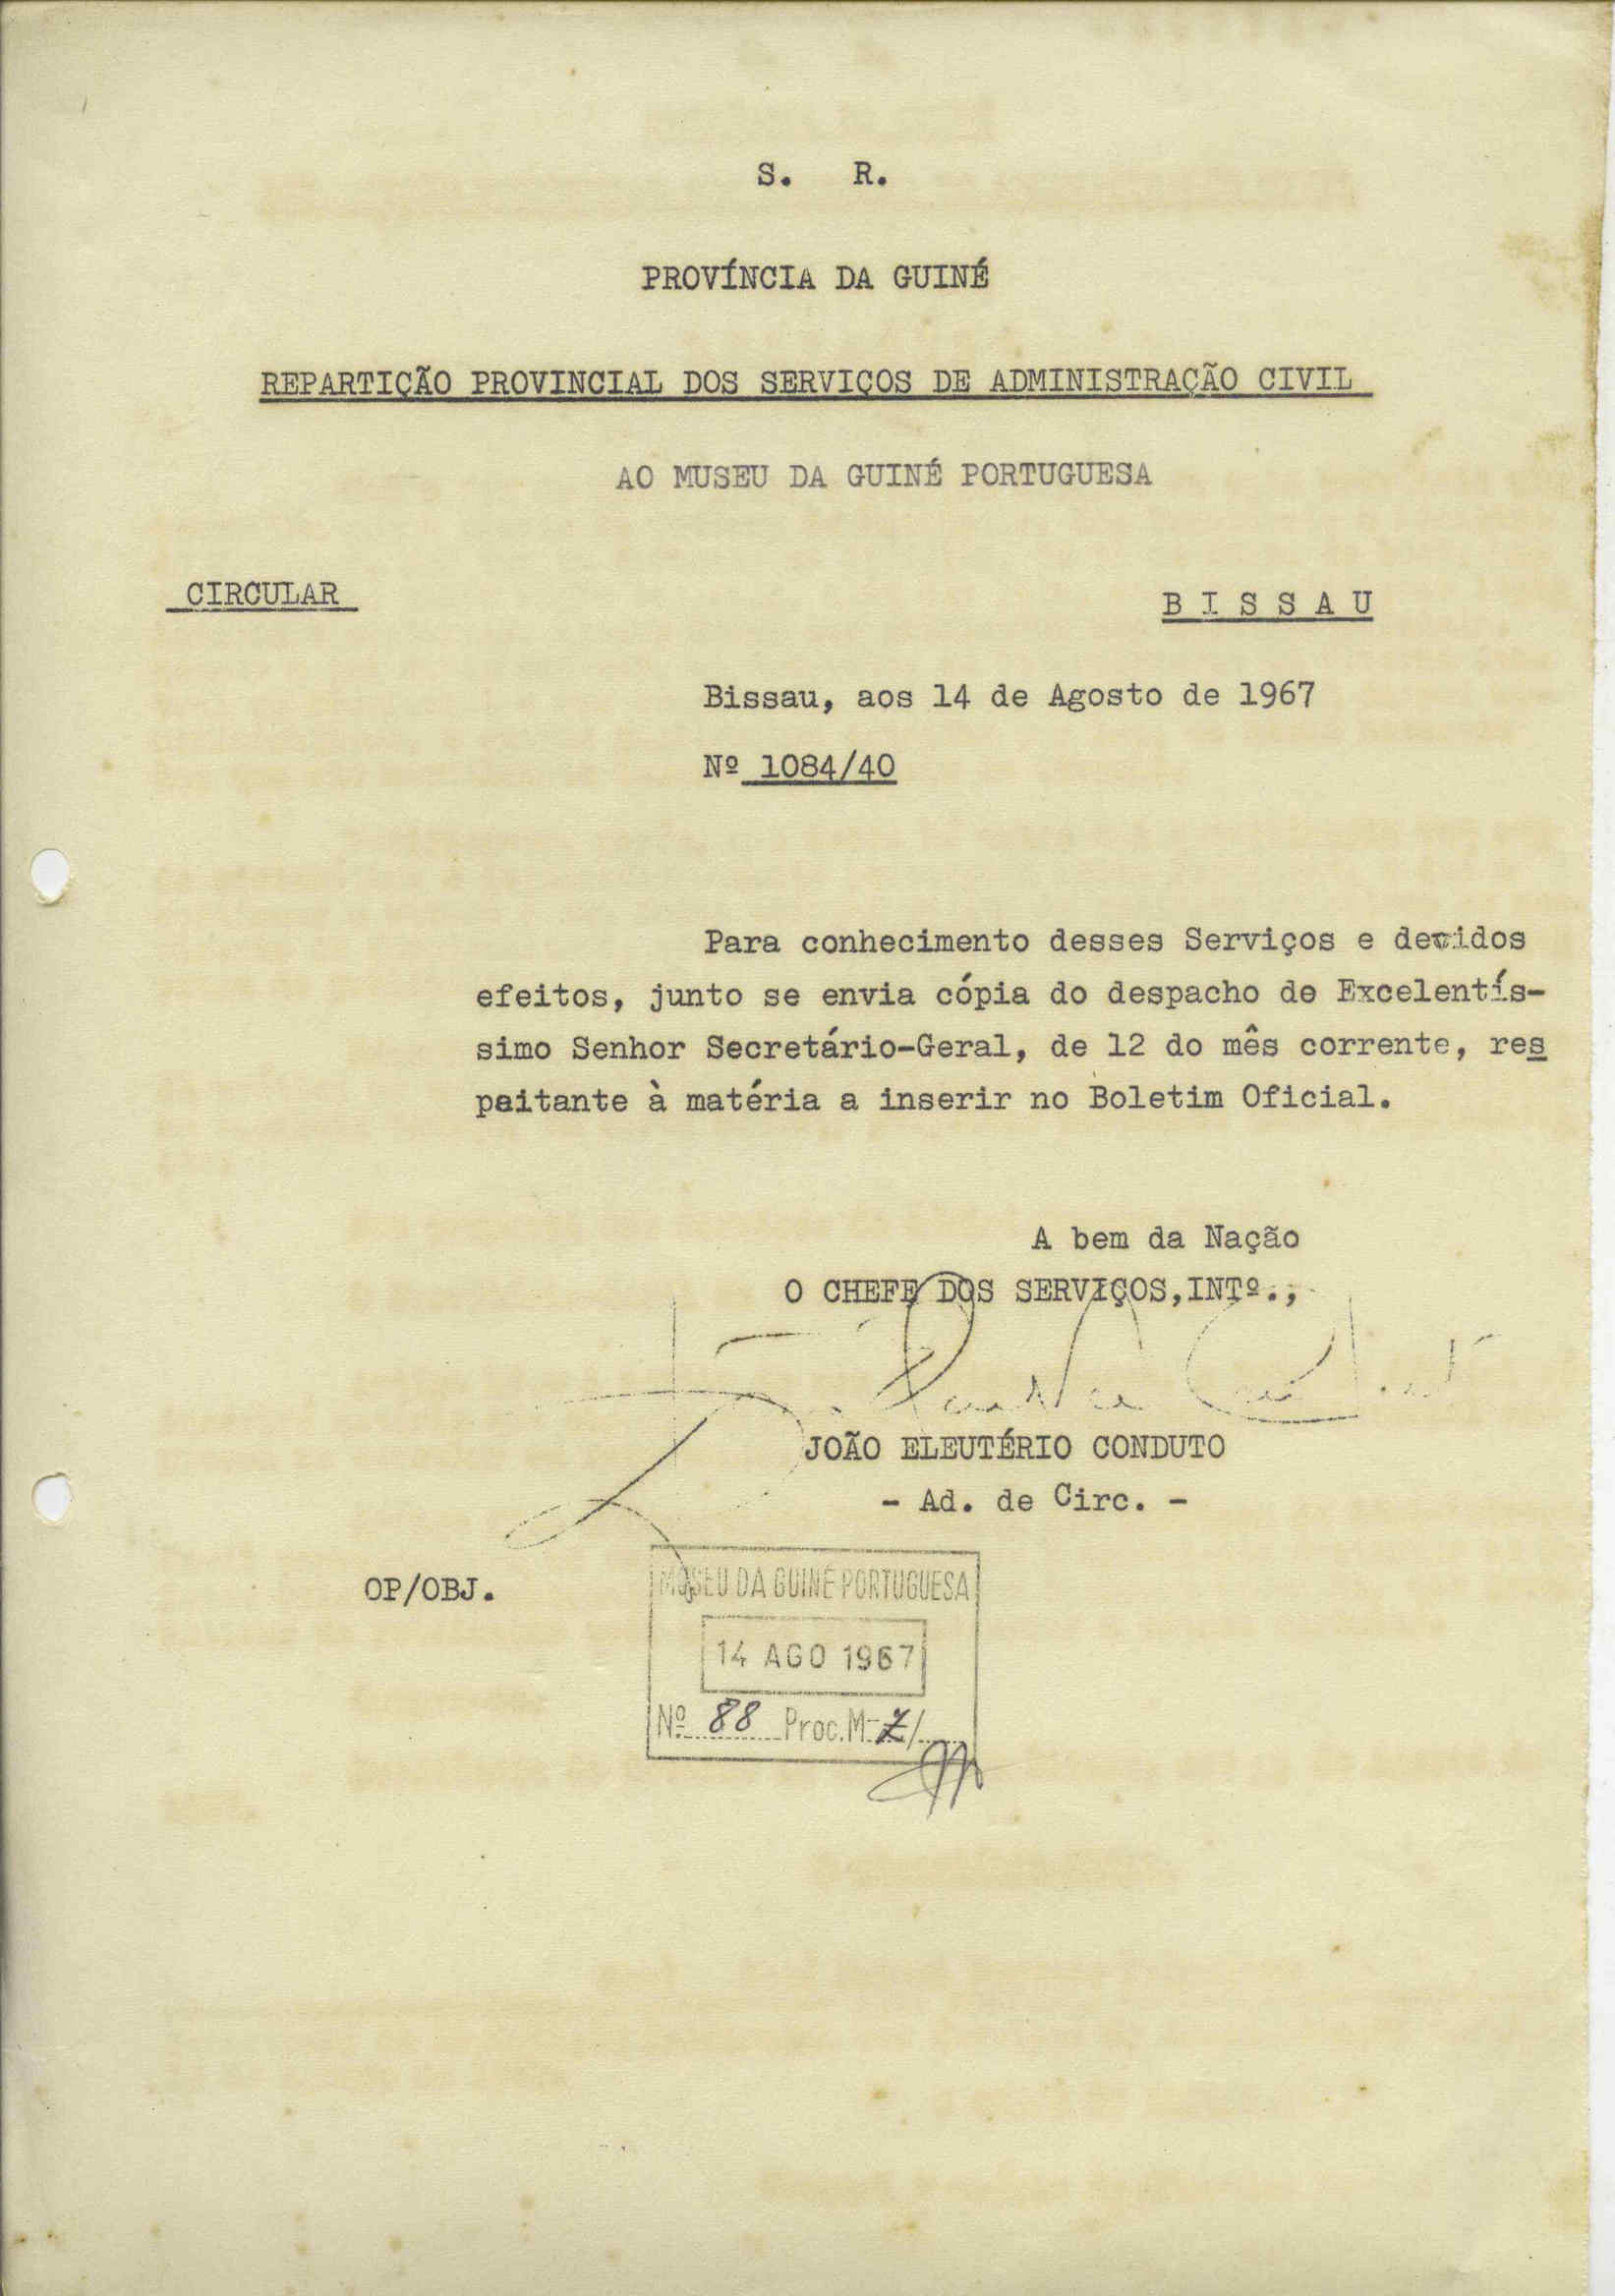 S. R.
PROVÍNCIA DA GUINÉ
REPARTIÇÃO PROVINCIAL DOS SERVIÇOS DE ADMINISTRAÇÃO CIVIL
AO MUSEU DA GUINÉ PORTUGUESA
CIRCULAR
B I S S A U
Bissau, aos 14 de Agosto de 1967
Nº 1084/40
Para conhecimento desses Serviços e devidos
efeitos, junto se envia cópia do despacho de Excelentís-
simo Senhor Secretário-Geral, de 12 do mês corrente, res
peitante à matéria a inserir no Boletim Oficial.
A bem da Nação
O CHEFE DOS SERVIÇOS,INTº.,
JOÃO ELEUTÉRIO CONDUTO
- Ad. de Circ. -
OP/OBJ.
MUSEU DA GUINÉ PORTUGUESA
14 AGO 1967
Nº 88 Proc. M-7/